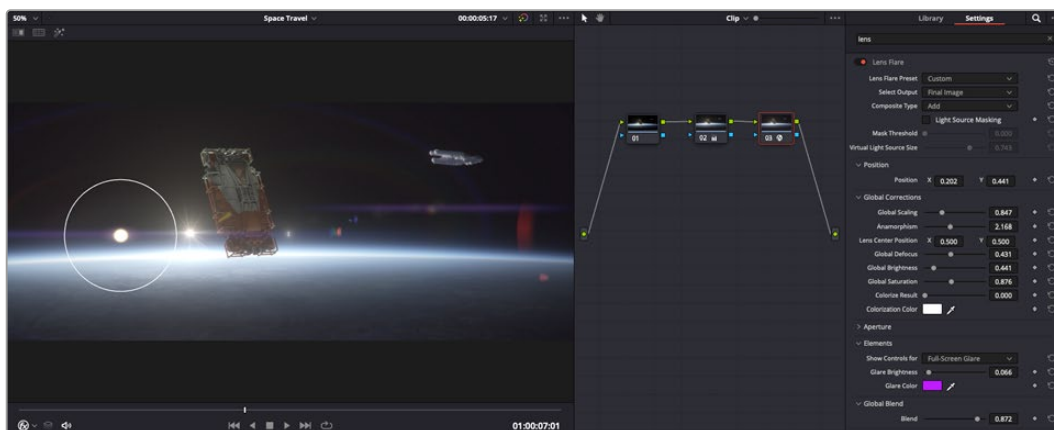 50%
Space Travel
00:00:05:17
Clip
Library
Settings
lens
Lens Flare
Lens Flare Preset Custom
Select Output Final Image
Composite Type Add
Light Source Masking
Mask Threshold 0.000
Virtual Light Source Size 0.743
Position
Position X 0.202 Y 0.441
Global Corrections
Global Scaling 0.847
Anamorphism 2.168
Lens Center Position X 0.500 Y 0.500
Global Defocus 0.431
Global Brightness 0.441
Global Saturation 0.876
Colorize Result 0.000
Colorization Color
Aperture
Elements
Show Controls for Full-Screen Glare
Glare Brightness 0.066
Glare Color
Global Blend
Blend 0.872
01
02
03
01:00:07:01